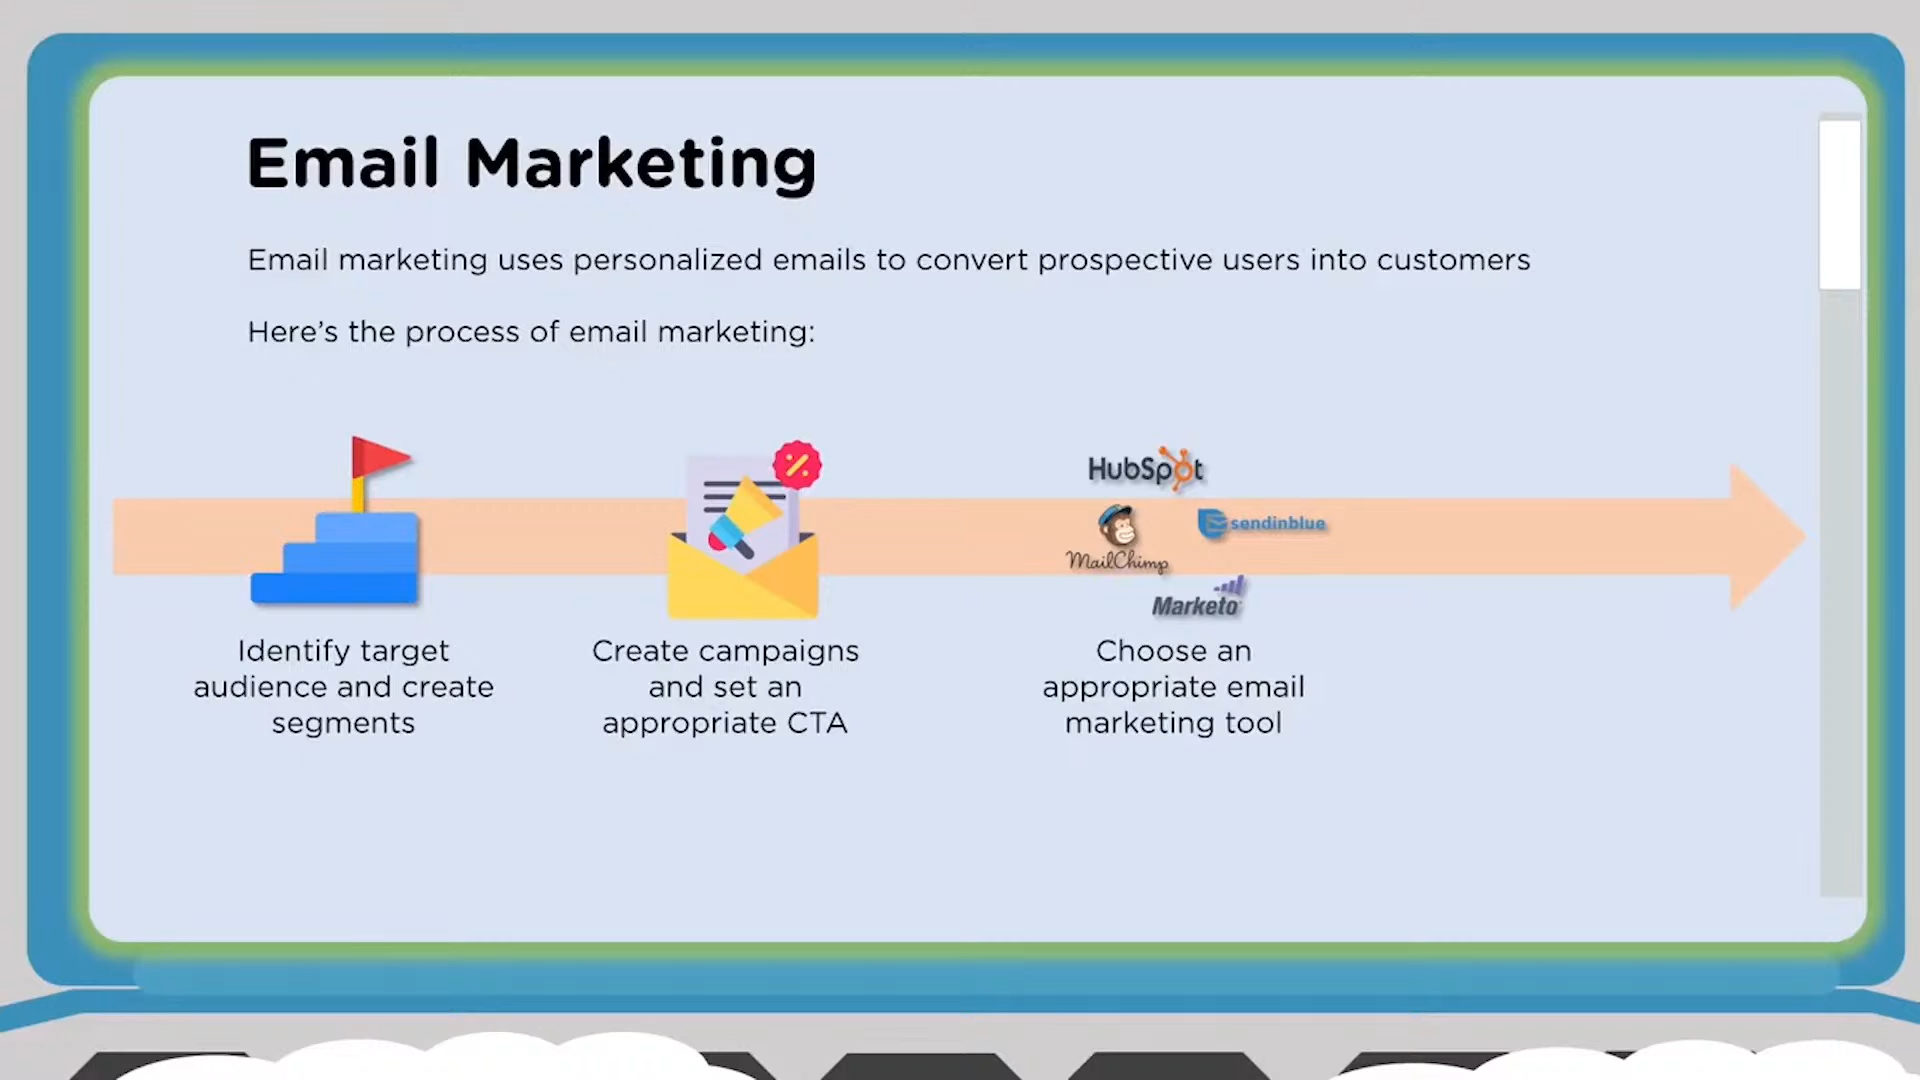 Email Marketing
Email marketing uses personalized emails to convert prospective users into customers
Here's the process of email marketing:
HubSpot
sendinblue
MailChimp
Marketo
Identify target
audience and create
segments
Create campaigns
and set an
appropriate CTA
Choose an
appropriate email
marketing tool